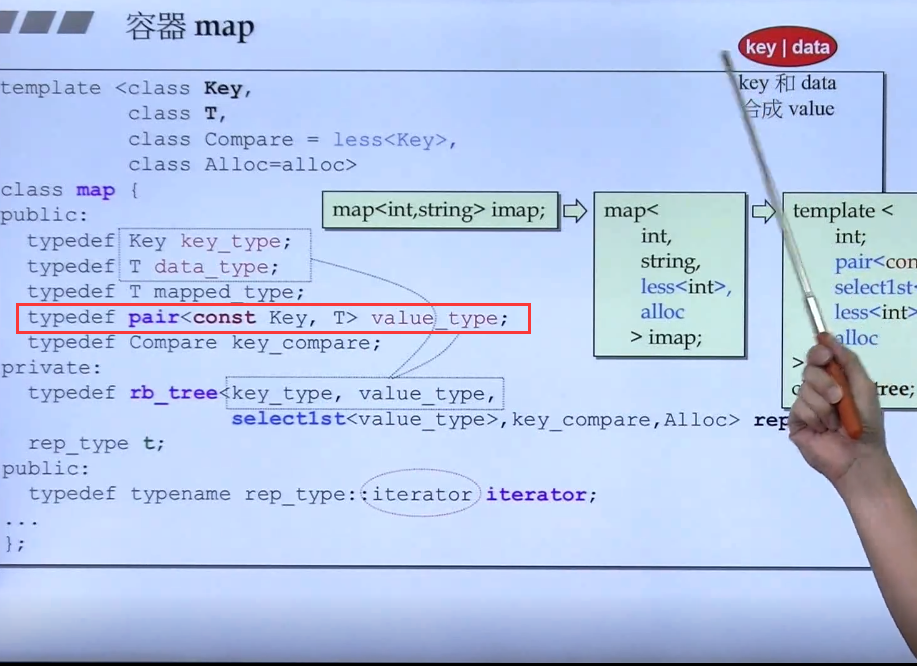 容器 map
key | data
key 和 data
合成 value
template <class Key,
class T,
class Compare = less<Key>,
class Alloc=alloc>
class map {
public:
typedef Key key_type;
typedef T data_type;
typedef T mapped_type;
typedef pair<const Key, T> value_type;
typedef Compare key_compare;
private:
typedef rb_tree<key_type, value_type,
select1st<value_type>,key_compare,Alloc> rep
rep_type t;
public:
typedef typename rep_type::iterator iterator;
...
};
map<int,string> imap;
map<
int,
string,
less<int>,
alloc
> imap;
template <
int;
pair<con
select1st<
less<int>
alloc
>
tree;